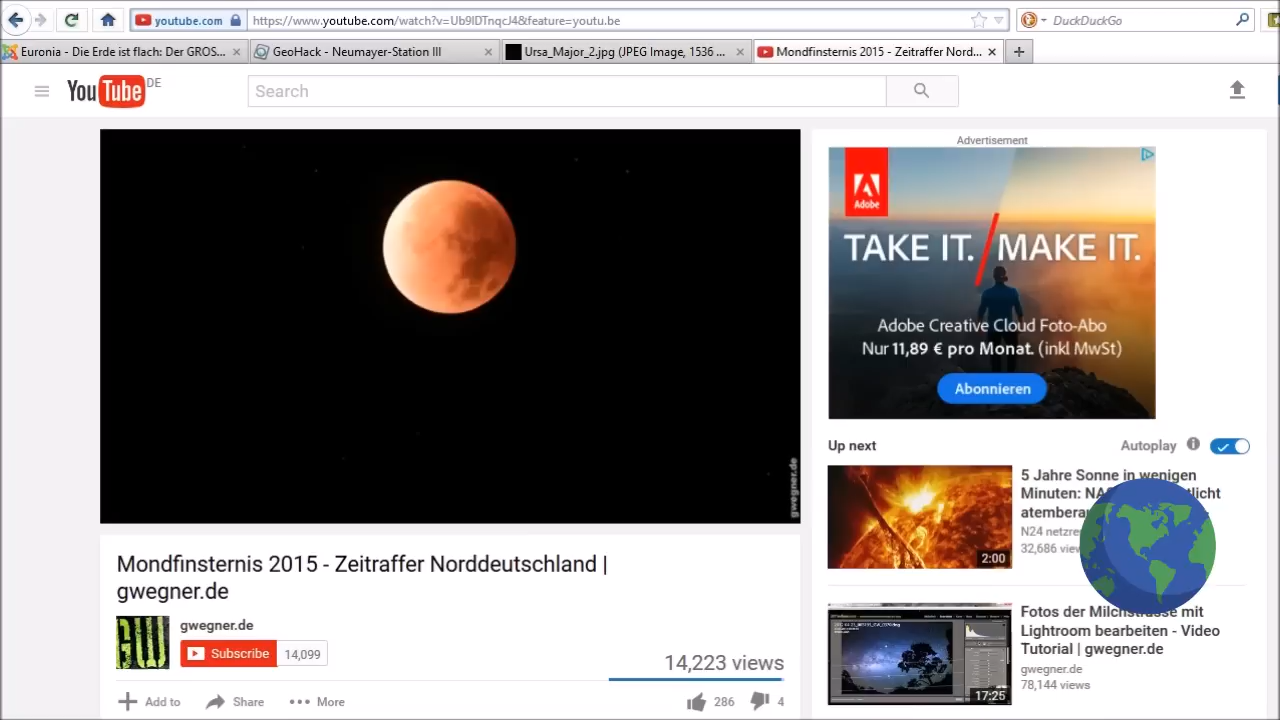 youtube.com
https://www.youtube.com/watch?v=Ub9lDTnqcJ4&feature=youtu.be
DuckDuckGo
Euronia - Die Erde ist flach: Der GROS...
GeoHack - Neumayer-Station III
Ursa_Major_2.jpg (JPEG Image, 1536 ...
Mondfinsternis 2015 - Zeitraffer Nord...
YouTube DE
Search
Advertisement
Adobe
TAKE IT. / MAKE IT.
Adobe Creative Cloud Foto-Abo
Nur 11,89 € pro Monat. (inkl MwSt)
Abonnieren
gwegner.de
Up next
Autoplay
5 Jahre Sonne in wenigen
Minuten:
N24
32,686
2:00
Mondfinsternis 2015 - Zeitraffer Norddeutschland |
gwegner.de
gwegner.de
Subscribe 14,099
14,223 views
Add to
Share
More
286
4
Fotos der Milchstraße mit
Lightroom bearbeiten - Video
Tutorial | gwegner.de
gwegner.de
78,144 views
17:25